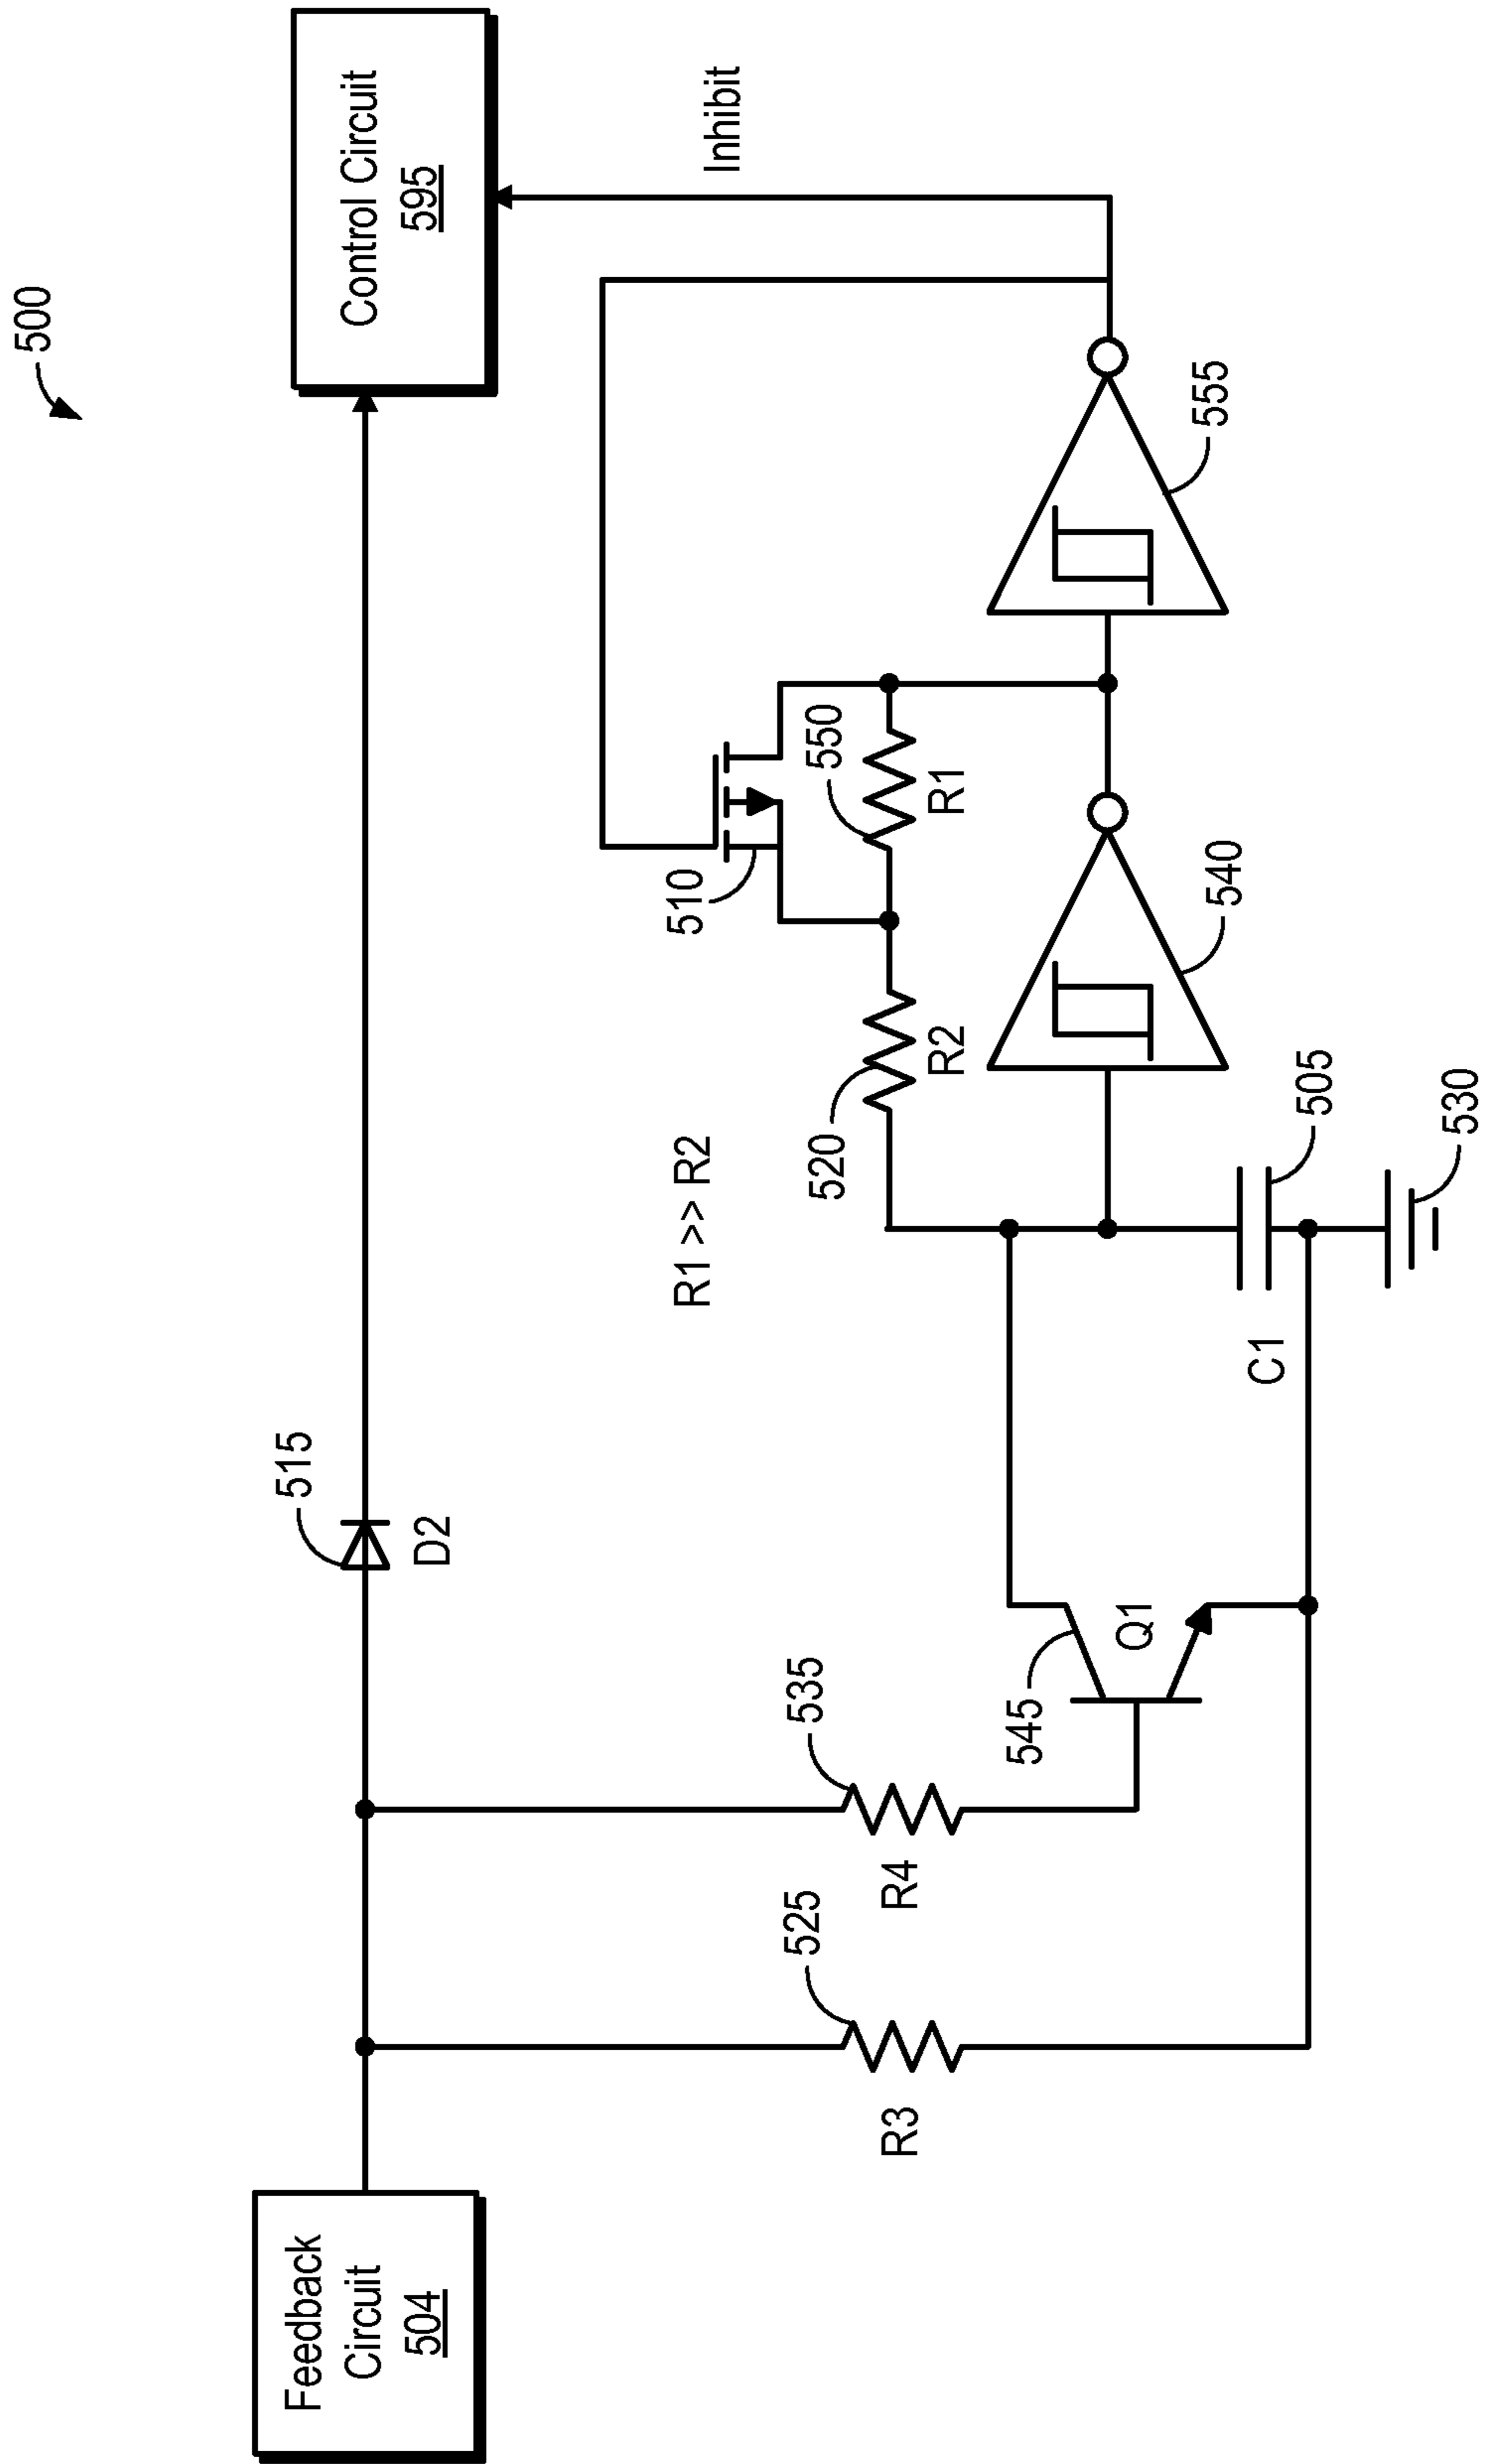 500
Control Circuit
595
Inhibit
Feedback
Circuit
504
515
D2
R1 >> R2
510
550
R1
520
R2
555
540
535
R4
525
R3
545
Q1
C1
505
530